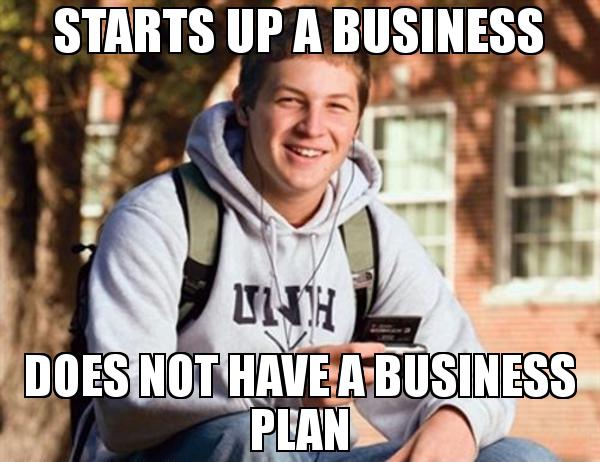 STARTS UP A BUSINESS
UNH
DOES NOT HAVE A BUSINESS
PLAN